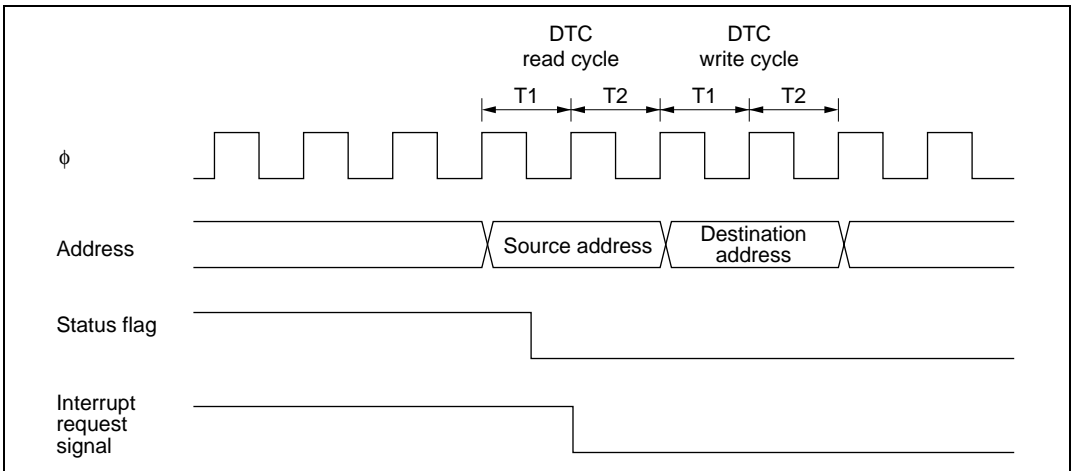 DTC
read cycle
DTC
write cycle
T1
T2
T1
T2
ϕ
Address
Source address
Destination
address
Status flag
Interrupt
request
signal